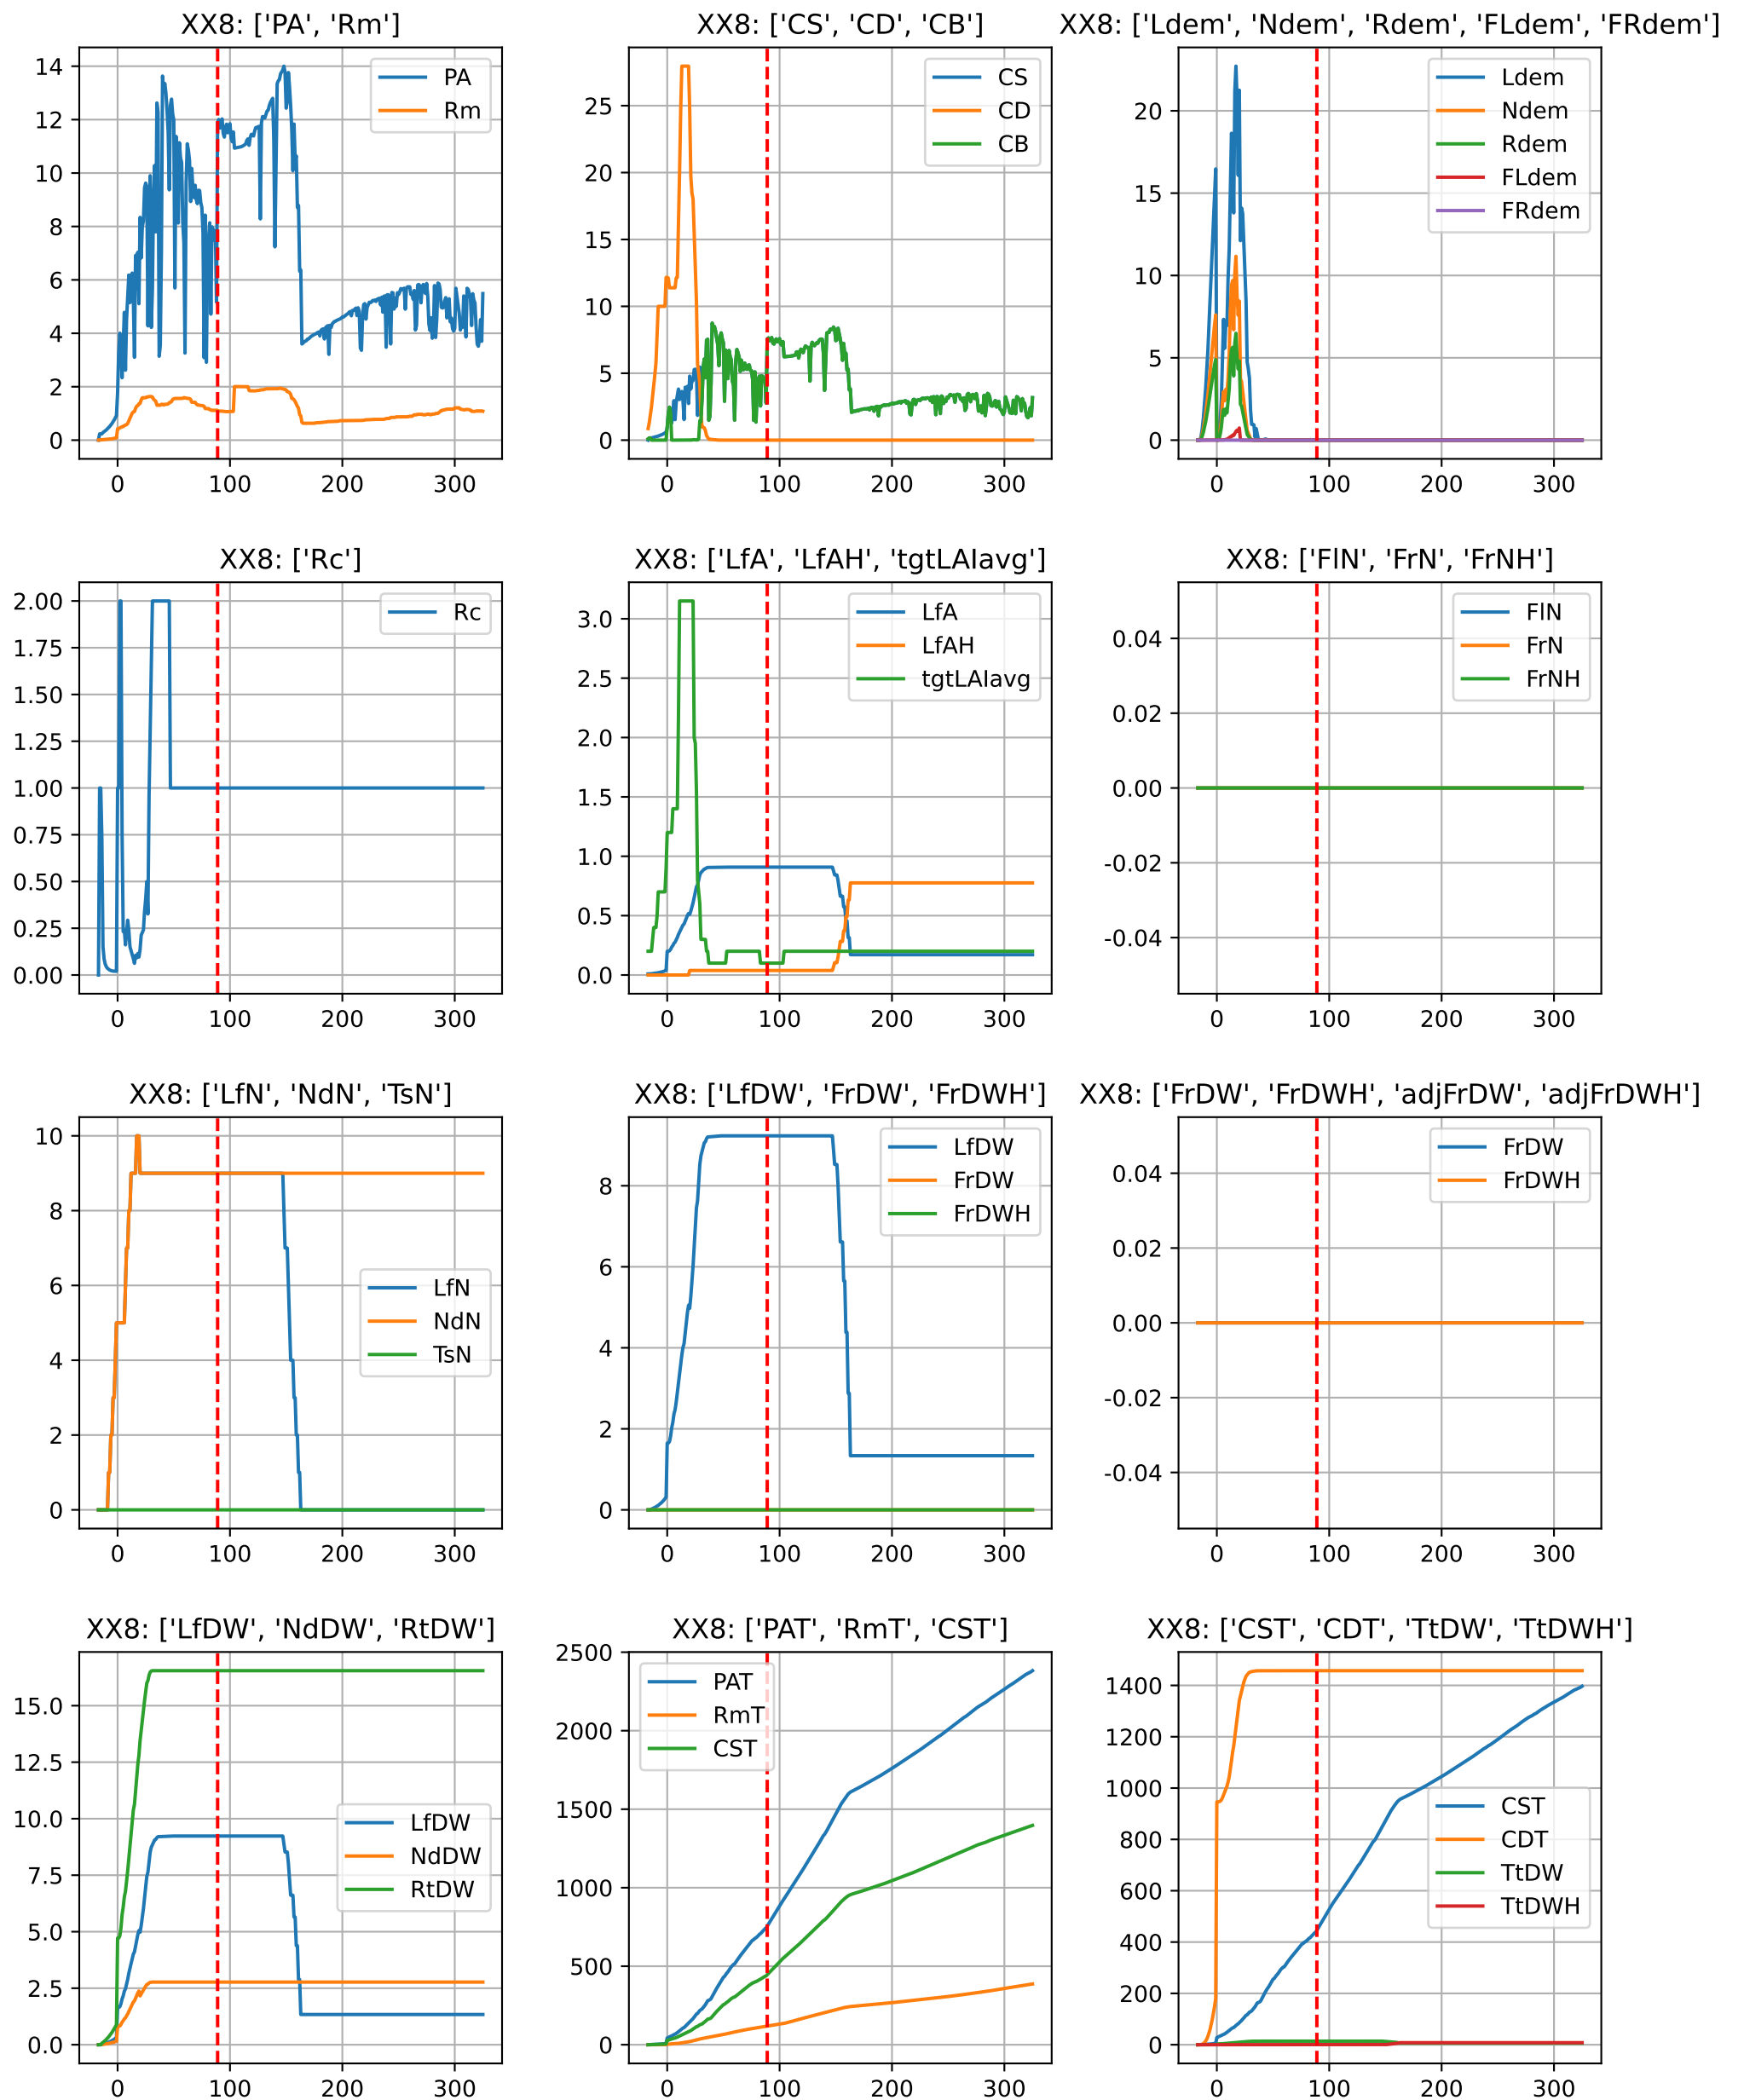 XX8: ['PA', 'Rm']
14
12
10
8
6
4
2
0
0 100 200 300
PA
Rm
XX8: ['CS', 'CD', 'CB']
25
20
15
10
5
0
0 100 200 300
CS
CD
CB
XX8: ['Ldem', 'Ndem', 'Rdem', 'FLdem', 'FRdem']
20
15
10
5
0
0 100 200 300
Ldem
Ndem
Rdem
FLdem
FRdem
XX8: ['Rc']
2.00
1.75
1.50
1.25
1.00
0.75
0.50
0.25
0.00
0 100 200 300
Rc
XX8: ['LfA', 'LfAH', 'tgtLAIavg']
3.0
2.5
2.0
1.5
1.0
0.5
0.0
0 100 200 300
LfA
LfAH
tgtLAIavg
XX8: ['FlN', 'FrN', 'FrNH']
0.04
0.02
0.00
-0.02
-0.04
0 100 200 300
FlN
FrN
FrNH
XX8: ['LfN', 'NdN', 'TsN']
10
8
6
4
2
0
0 100 200 300
LfN
NdN
TsN
XX8: ['LfDW', 'FrDW', 'FrDWH']
8
6
4
2
0
0 100 200 300
LfDW
FrDW
FrDWH
XX8: ['FrDW', 'FrDWH', 'adjFrDW', 'adjFrDWH']
0.04
0.02
0.00
-0.02
-0.04
0 100 200 300
FrDW
FrDWH
XX8: ['LfDW', 'NdDW', 'RtDW']
15.0
12.5
10.0
7.5
5.0
2.5
0.0
0 100 200 300
LfDW
NdDW
RtDW
XX8: ['PAT', 'RmT', 'CST']
2500
2000
1500
1000
500
0
0 100 200 300
PAT
RmT
CST
XX8: ['CST', 'CDT', 'TtDW', 'TtDWH']
1400
1200
1000
800
600
400
200
0
0 100 200 300
CST
CDT
TtDW
TtDWH